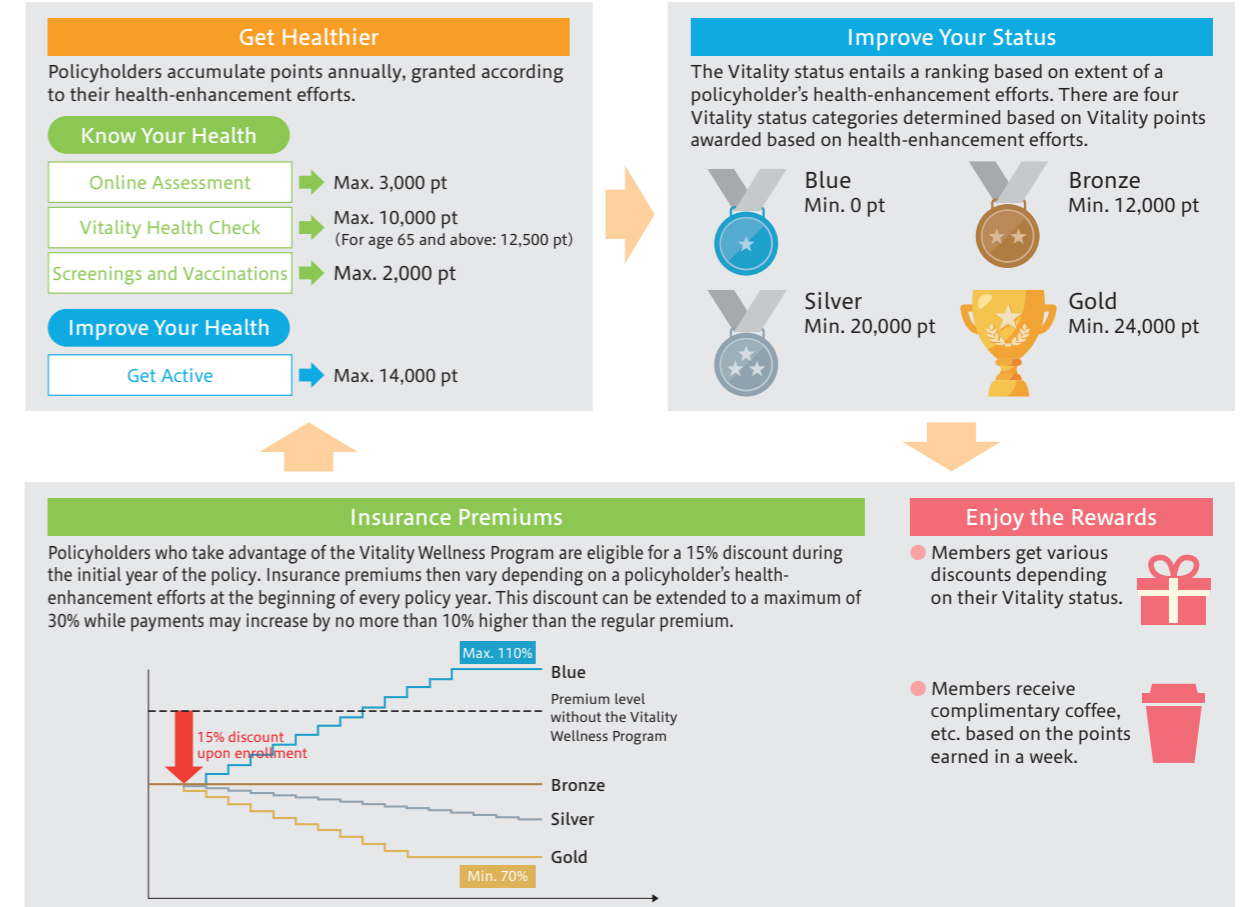 Get Healthier
Policyholders accumulate points annually, granted according
to their health-enhancement efforts.
Know Your Health
Online Assessment
Max. 3,000 pt
Vitality Health Check
Max. 10,000 pt
(For age 65 and above: 12,500 pt)
Screenings and Vaccinations
Max. 2,000 pt
Improve Your Health
Get Active
Max. 14,000 pt
Improve Your Status
The Vitality status entails a ranking based on extent of a
policyholder's health-enhancement efforts. There are four
Vitality status categories determined based on Vitality points
awarded based on health-enhancement efforts.
Blue
Min. 0 pt
Bronze
Min. 12,000 pt
Silver
Min. 20,000 pt
Gold
Min. 24,000 pt
Insurance Premiums
Policyholders who take advantage of the Vitality Wellness Program are eligible for a 15% discount during
the initial year of the policy. Insurance premiums then vary depending on a policyholder's health-
enhancement efforts at the beginning of every policy year. This discount can be extended to a maximum of
30% while payments may increase by no more than 10% higher than the regular premium.
Max. 110%
Blue
Premium level
without the Vitality
Wellness Program
15% discount
upon enrollment
Bronze
Silver
Gold
Min. 70%
Enjoy the Rewards
Members get various
discounts depending
on their Vitality status.
Members receive
complimentary coffee,
etc. based on the points
earned in a week.